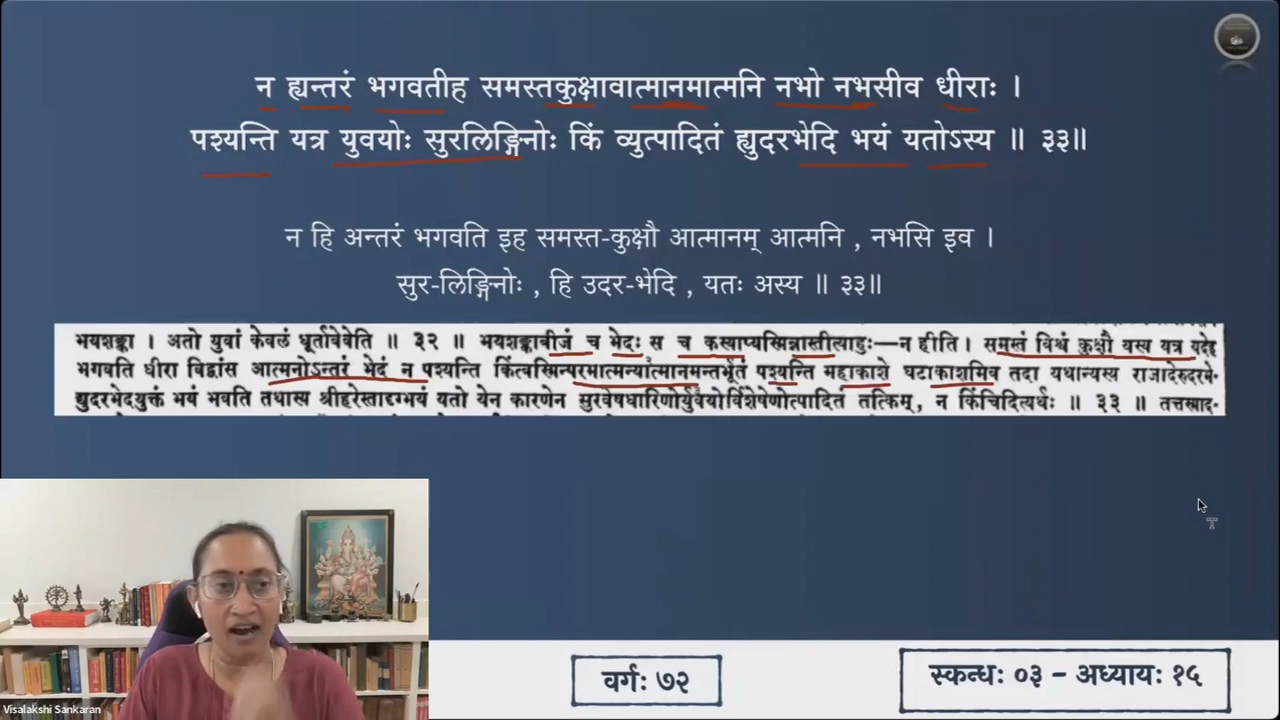 न ह्यन्तरं भगवतीह समस्तकुक्षावात्मानमात्मनि नभो नभसीव धीराः ।
पश्यन्ति यत्र युवयोः सुरलिङ्गिनोः किं व्युत्पादितं ह्युदरभेदि भयं यतोऽस्य ॥ ३३॥
न हि अन्तरं भगवति इह समस्त-कुक्षौ आत्मानम् आत्मनि , नभसि इव ।
सुर-लिङ्गिनोः , हि उदर-भेदि , यतः अस्य ॥ ३३॥
भयशङ्का । अतो युवां केवलं धूर्तावेवेति ॥ ३२ ॥ भयशङ्काबीजं च भेदः स च कस्याप्यस्मिन्नास्तीत्याहुः—न हीति । समस्तं विश्वं कुक्षौ यस्य यत्र यदेह
भगवति धीरा विद्वांस आत्मनोऽन्तरं भेदं न पश्यन्ति किंत्वस्मिन्परमात्मन्यात्मानमन्तर्भूतं पश्यन्ति महाकाशे घटाकाशमिव तदा यथान्यस्य राजादेरुदरभे-
द्युदरभेदयुक्तं भयं भवति तथास्य श्रीहरेस्तादृग्भयं यतो येन कारणेन सुरवेषधारिणोर्युवयोर्विशेषेणोत्पादितं तत्किम्, न किंचिदित्यर्थः ॥ ३३ ॥
वर्गः ७२
स्कन्धः ०३ - अध्यायः १५
Visalakshi Sankaran